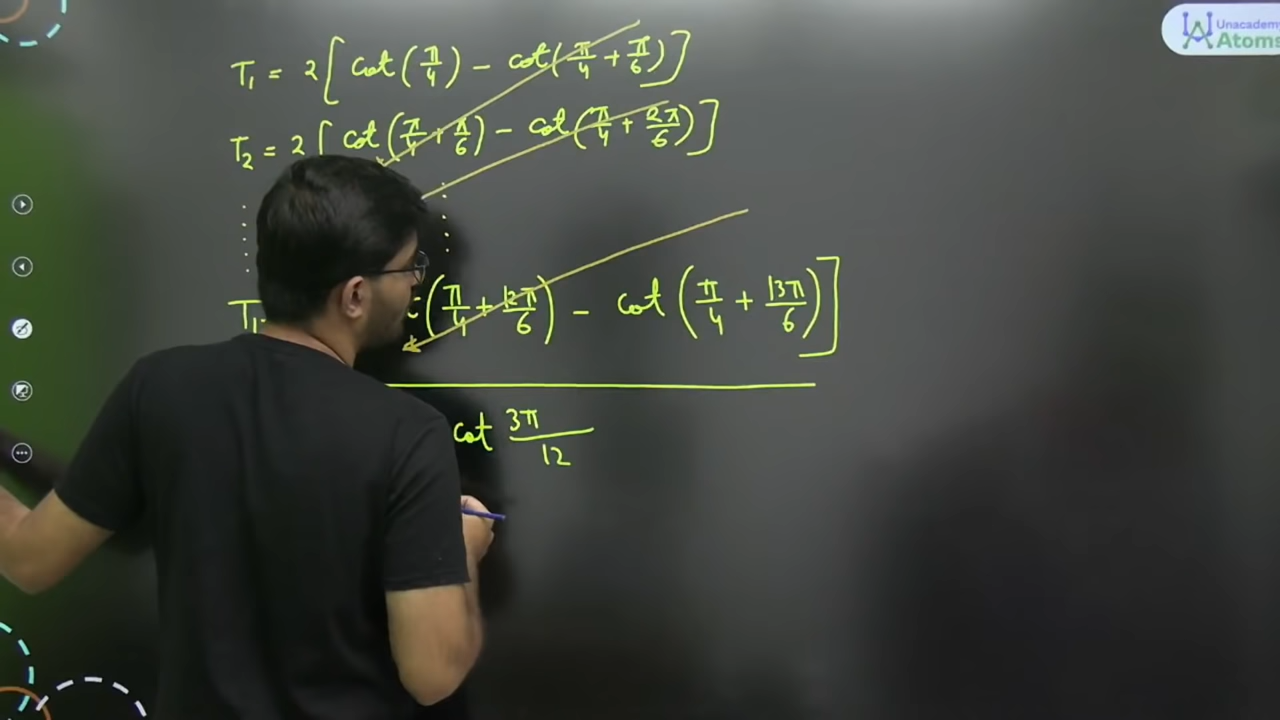 Unacademy
Atoms
T₁ = 2[cot(π/4) − cot(π/4 + π/6)]
T₂ = 2[cot(π/4 + π/6) − cot(π/4 + 2π/6)]
T₁ (π/4 + 12π/6) − cot(π/4 + 13π/6)]
cot 3π/12